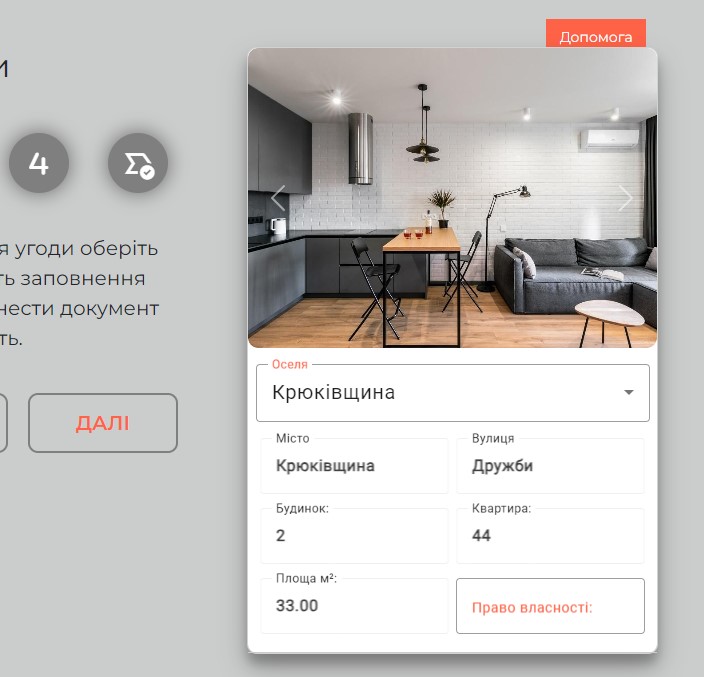 Допомога
и
4
я угоди оберіть
ть заповнення
нести документ
ть.
ДАЛІ
Оселя
Крюківщина
Місто
Крюківщина
Вулиця
Дружби
Будинок:
2
Квартира:
44
Площа м²:
33.00
Право власності: